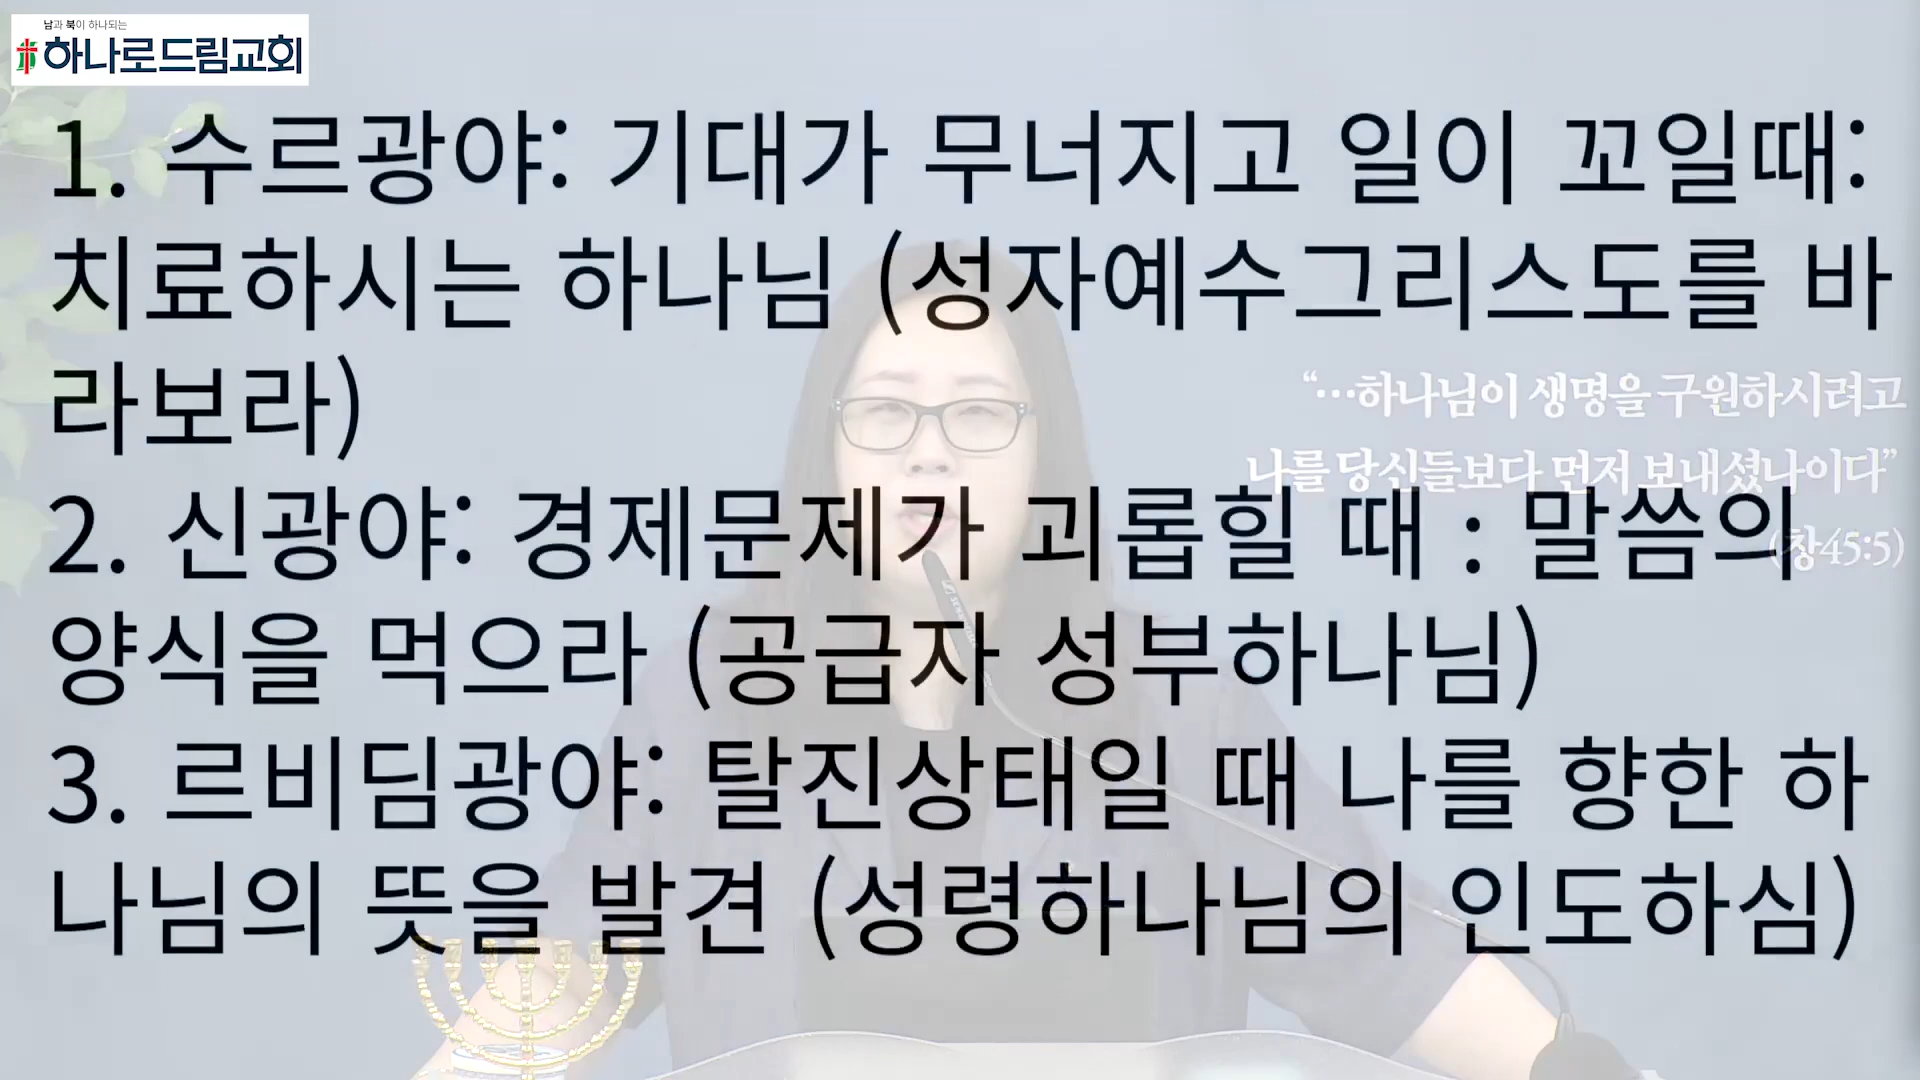 남과 북이 하나되는
하나로드림교회
1. 수르광야: 기대가 무너지고 일이 꼬일때:
치료하시는 하나님 (성자예수그리스도를 바
라보라)
“…하나님이 생명을 구원하시려고
나를 당신들보다 먼저 보내셨나이다”
(창45:5)
2. 신광야: 경제문제가 괴롭힐 때 : 말씀의
양식을 먹으라 (공급자 성부하나님)
3. 르비딤광야: 탈진상태일 때 나를 향한 하
나님의 뜻을 발견 (성령하나님의 인도하심)